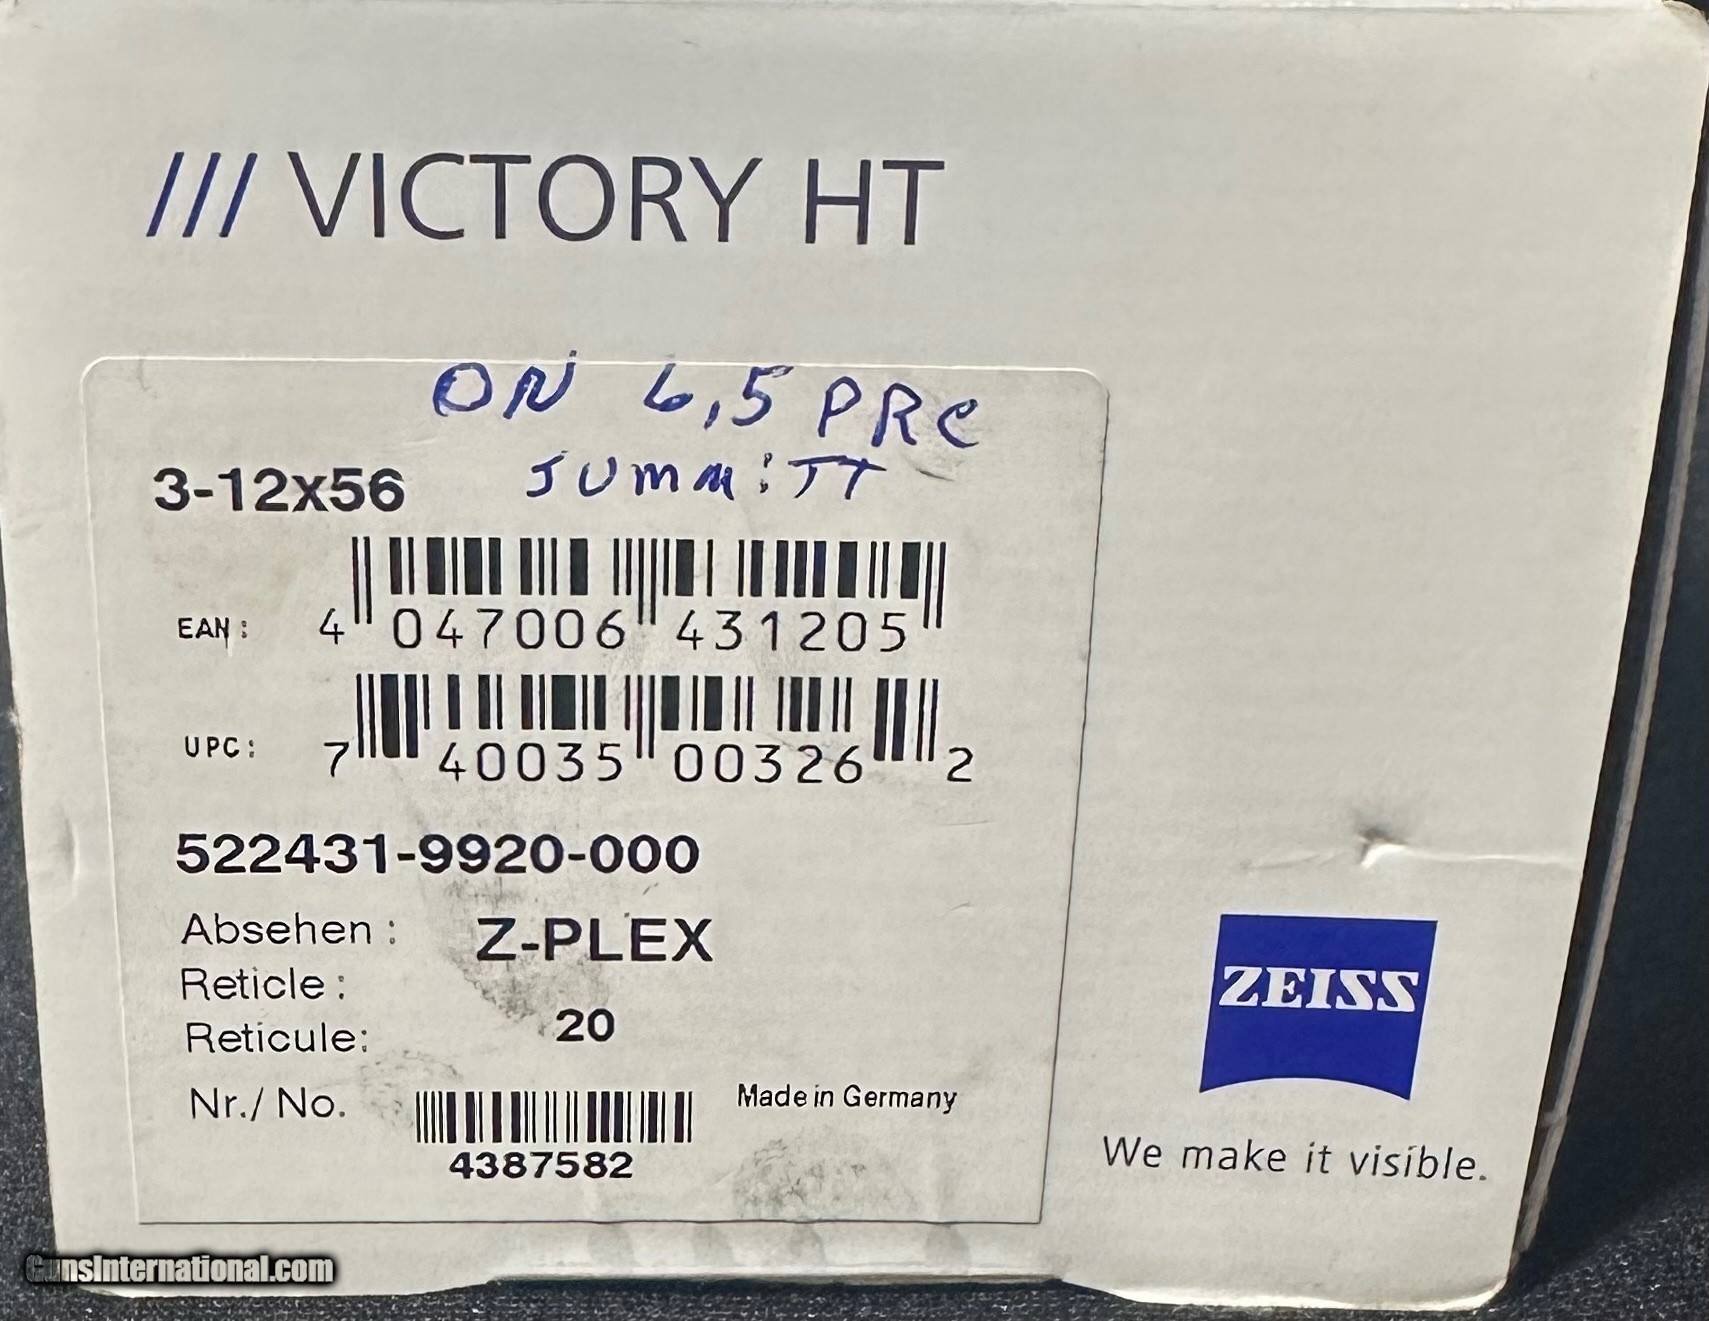 /// VICTORY HT
ON 6,5 PRC
SUMMiTT
3-12x56
EAN: 4 047006 431205
UPC: 7 40035 00326 2
522431-9920-000
Absehen: Z-PLEX
Reticle:
Reticule: 20
Nr./ No.
4387582
Made in Germany
ZEISS
We make it visible.
GunsInternational.com